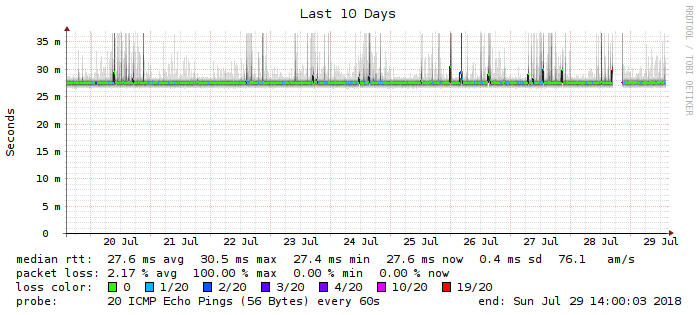 Last 10 Days
RRDTOOL / TOBI OETIKER
Seconds
35 m
30 m
25 m
20 m
15 m
10 m
5 m
0
20 Jul 21 Jul 22 Jul 23 Jul 24 Jul 25 Jul 26 Jul 27 Jul 28 Jul 29 Jul
median rtt: 27.6 ms avg 30.5 ms max 27.4 ms min 27.6 ms now 0.4 ms sd 76.1 am/s
packet loss: 2.17 % avg 100.00 % max 0.00 % min 0.00 % now
loss color: 0 1/20 2/20 3/20 4/20 10/20 19/20
probe: 20 ICMP Echo Pings (56 Bytes) every 60s end: Sun Jul 29 14:00:03 2018